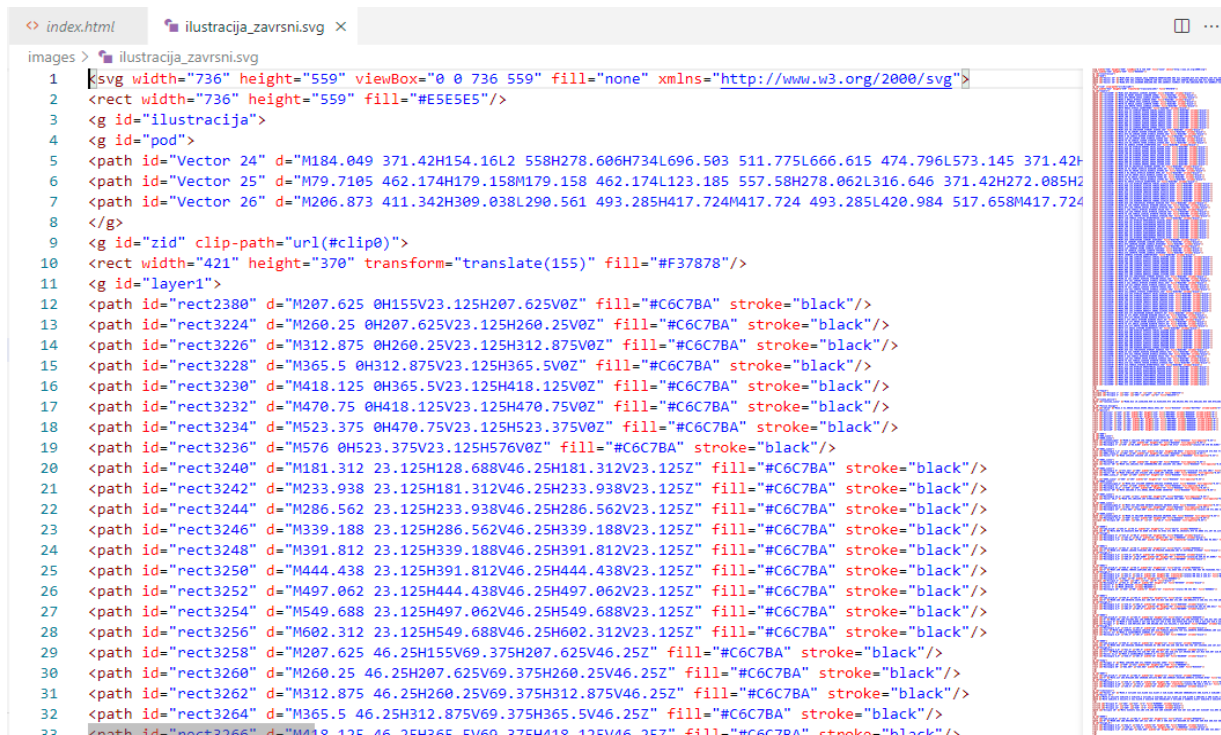 index.html ilustracija_zavrsni.svg
images > ilustracija_zavrsni.svg
1 <svg width="736" height="559" viewBox="0 0 736 559" fill="none" xmlns="http://www.w3.org/2000/svg">
2 <rect width="736" height="559" fill="#E5E5E5"/>
3 <g id="ilustracija">
4 <g id="pod">
5 <path id="Vector 24" d="M184.049 371.42H154.16L2 558H278.606H734L696.503 511.775L666.615 474.796L573.145 371.42H
6 <path id="Vector 25" d="M79.7105 462.174H179.158M179.158 462.174L123.185 557.58H278.062L316.646 371.42H272.085H2
7 <path id="Vector 26" d="M206.873 411.342H309.038L290.561 493.285H417.724M417.724 493.285L420.984 517.658M417.724
8 </g>
9 <g id="zid" clip-path="url(#clip0)">
10 <rect width="421" height="370" transform="translate(155)" fill="#F37878"/>
11 <g id="layer1">
12 <path id="rect2380" d="M207.625 0H155V23.125H207.625V0Z" fill="#C6C7BA" stroke="black"/>
13 <path id="rect3224" d="M260.25 0H207.625V23.125H260.25V0Z" fill="#C6C7BA" stroke="black"/>
14 <path id="rect3226" d="M312.875 0H260.25V23.125H312.875V0Z" fill="#C6C7BA" stroke="black"/>
15 <path id="rect3228" d="M365.5 0H312.875V23.125H365.5V0Z" fill="#C6C7BA" stroke="black"/>
16 <path id="rect3230" d="M418.125 0H365.5V23.125H418.125V0Z" fill="#C6C7BA" stroke="black"/>
17 <path id="rect3232" d="M470.75 0H418.125V23.125H470.75V0Z" fill="#C6C7BA" stroke="black"/>
18 <path id="rect3234" d="M523.375 0H470.75V23.125H523.375V0Z" fill="#C6C7BA" stroke="black"/>
19 <path id="rect3236" d="M576 0H523.375V23.125H576V0Z" fill="#C6C7BA" stroke="black"/>
20 <path id="rect3240" d="M181.312 23.125H128.688V46.25H181.312V23.125Z" fill="#C6C7BA" stroke="black"/>
21 <path id="rect3242" d="M233.938 23.125H181.312V46.25H233.938V23.125Z" fill="#C6C7BA" stroke="black"/>
22 <path id="rect3244" d="M286.562 23.125H233.938V46.25H286.562V23.125Z" fill="#C6C7BA" stroke="black"/>
23 <path id="rect3246" d="M339.188 23.125H286.562V46.25H339.188V23.125Z" fill="#C6C7BA" stroke="black"/>
24 <path id="rect3248" d="M391.812 23.125H339.188V46.25H391.812V23.125Z" fill="#C6C7BA" stroke="black"/>
25 <path id="rect3250" d="M444.438 23.125H391.812V46.25H444.438V23.125Z" fill="#C6C7BA" stroke="black"/>
26 <path id="rect3252" d="M497.062 23.125H444.438V46.25H497.062V23.125Z" fill="#C6C7BA" stroke="black"/>
27 <path id="rect3254" d="M549.688 23.125H497.062V46.25H549.688V23.125Z" fill="#C6C7BA" stroke="black"/>
28 <path id="rect3256" d="M602.312 23.125H549.688V46.25H602.312V23.125Z" fill="#C6C7BA" stroke="black"/>
29 <path id="rect3258" d="M207.625 46.25H155V69.375H207.625V46.25Z" fill="#C6C7BA" stroke="black"/>
30 <path id="rect3260" d="M260.25 46.25H207.625V69.375H260.25V46.25Z" fill="#C6C7BA" stroke="black"/>
31 <path id="rect3262" d="M312.875 46.25H260.25V69.375H312.875V46.25Z" fill="#C6C7BA" stroke="black"/>
32 <path id="rect3264" d="M365.5 46.25H312.875V69.375H365.5V46.25Z" fill="#C6C7BA" stroke="black"/>
33 <path id="rect3266" d="M418.125 46.25H365.5V69.375H418.125V46.25Z" fill="#C6C7BA" stroke="black"/>